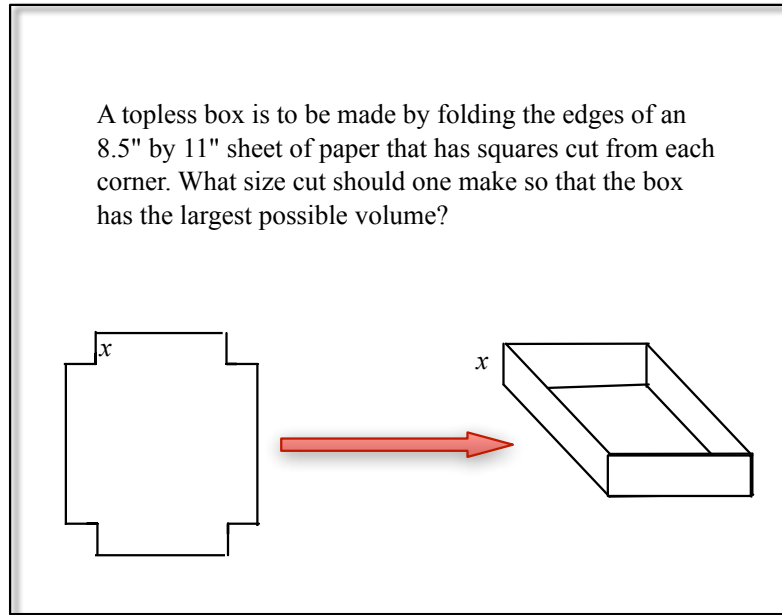 A topless box is to be made by folding the edges of an
8.5" by 11" sheet of paper that has squares cut from each
corner. What size cut should one make so that the box
has the largest possible volume?
x
x